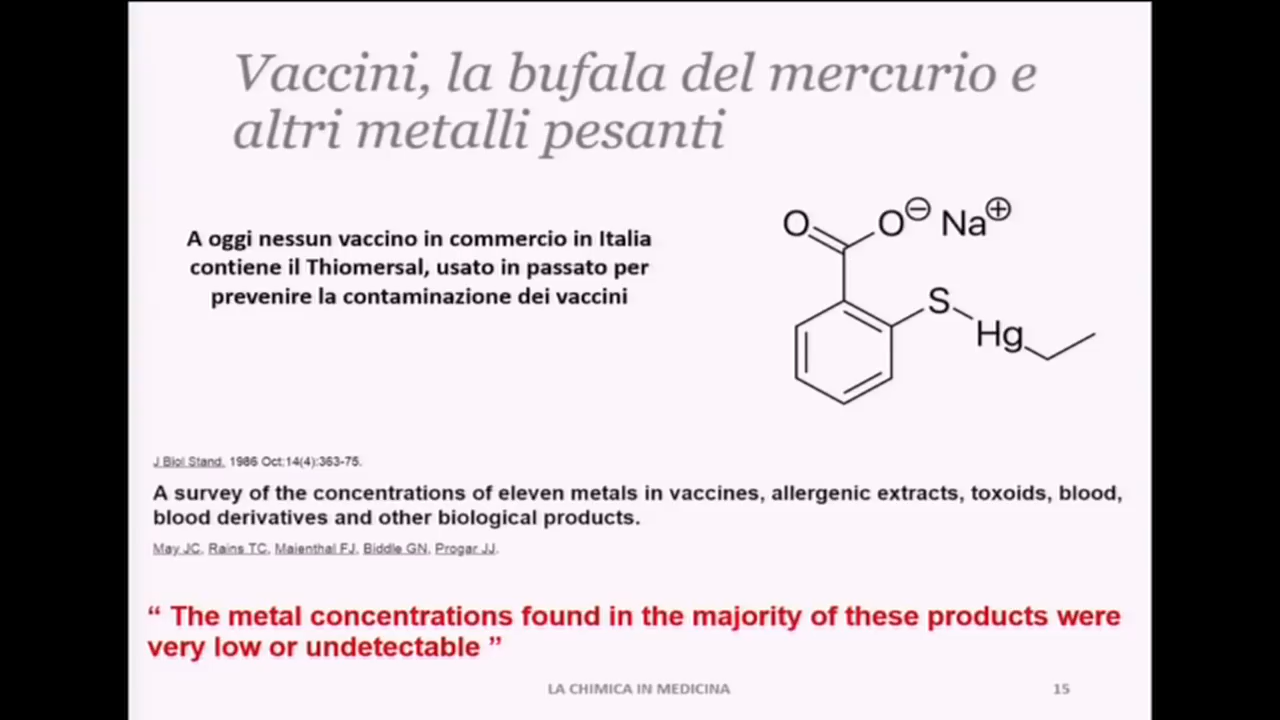 Vaccini, la bufala del mercurio e
altri metalli pesanti
A oggi nessun vaccino in commercio in Italia
contiene il Thiomersal, usato in passato per
prevenire la contaminazione dei vaccini
O O⊖ Na⊕
S
Hg
J Biol Stand. 1986 Oct;14(4):363-75.
A survey of the concentrations of eleven metals in vaccines, allergenic extracts, toxoids, blood,
blood derivatives and other biological products.
May JC, Rains TC, Maienthal FJ, Biddle GN, Progar JJ.
“ The metal concentrations found in the majority of these products were
very low or undetectable ”
LA CHIMICA IN MEDICINA 15